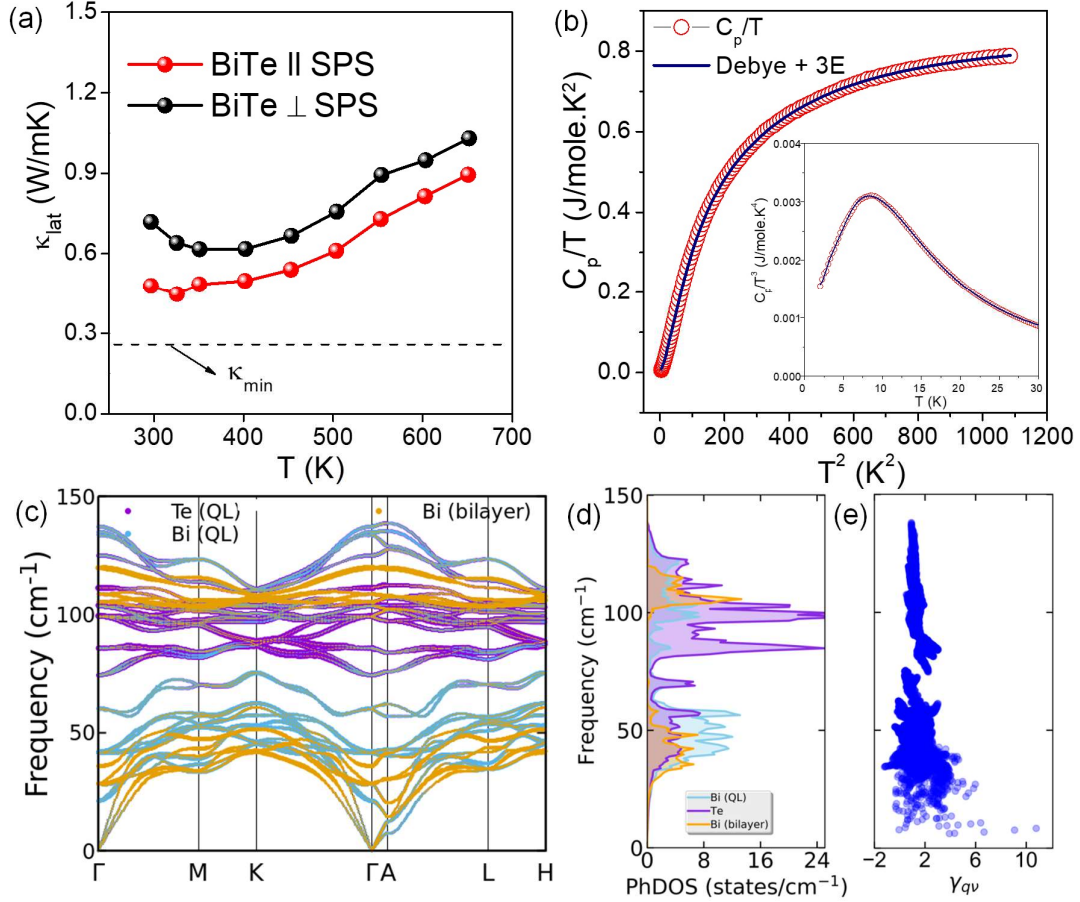 (a)
1.5
1.2
0.9
0.6
0.3
0.0
κlat (W/mK)
BiTe || SPS
BiTe ⊥ SPS
κmin
300 400 500 600 700
T (K)
(b)
0.8
0.6
0.4
0.2
0.0
Cp/T (J/mole.K²)
Cp/T
Debye + 3E
0 200 400 600 800 1000 1200
T² (K²)
0.004
0.003
0.002
0.001
0.000
Cp/T³ (J/mole.K⁴)
0 5 10 15 20 25 30
T (K)
(c)
150
100
50
0
Frequency (cm⁻¹)
Te (QL)
Bi (QL)
Bi (bilayer)
Γ M K Γ A L H
(d)
150
100
50
0
Frequency (cm⁻¹)
Bi (QL)
Te
Bi (bilayer)
0 8 16 24
PhDOS (states/cm⁻¹)
(e)
−2 2 6 10
γqν